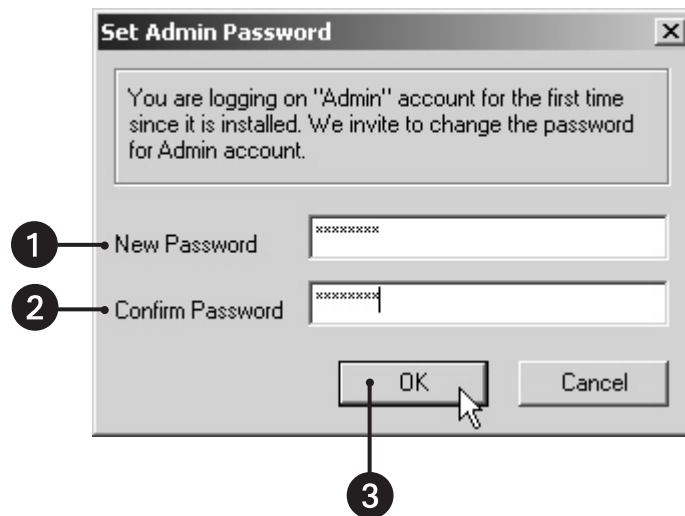 Set Admin Password
You are logging on "Admin" account for the first time
since it is installed. We invite to change the password
for Admin account.
1 New Password ********
2 Confirm Password ********
OK Cancel
3